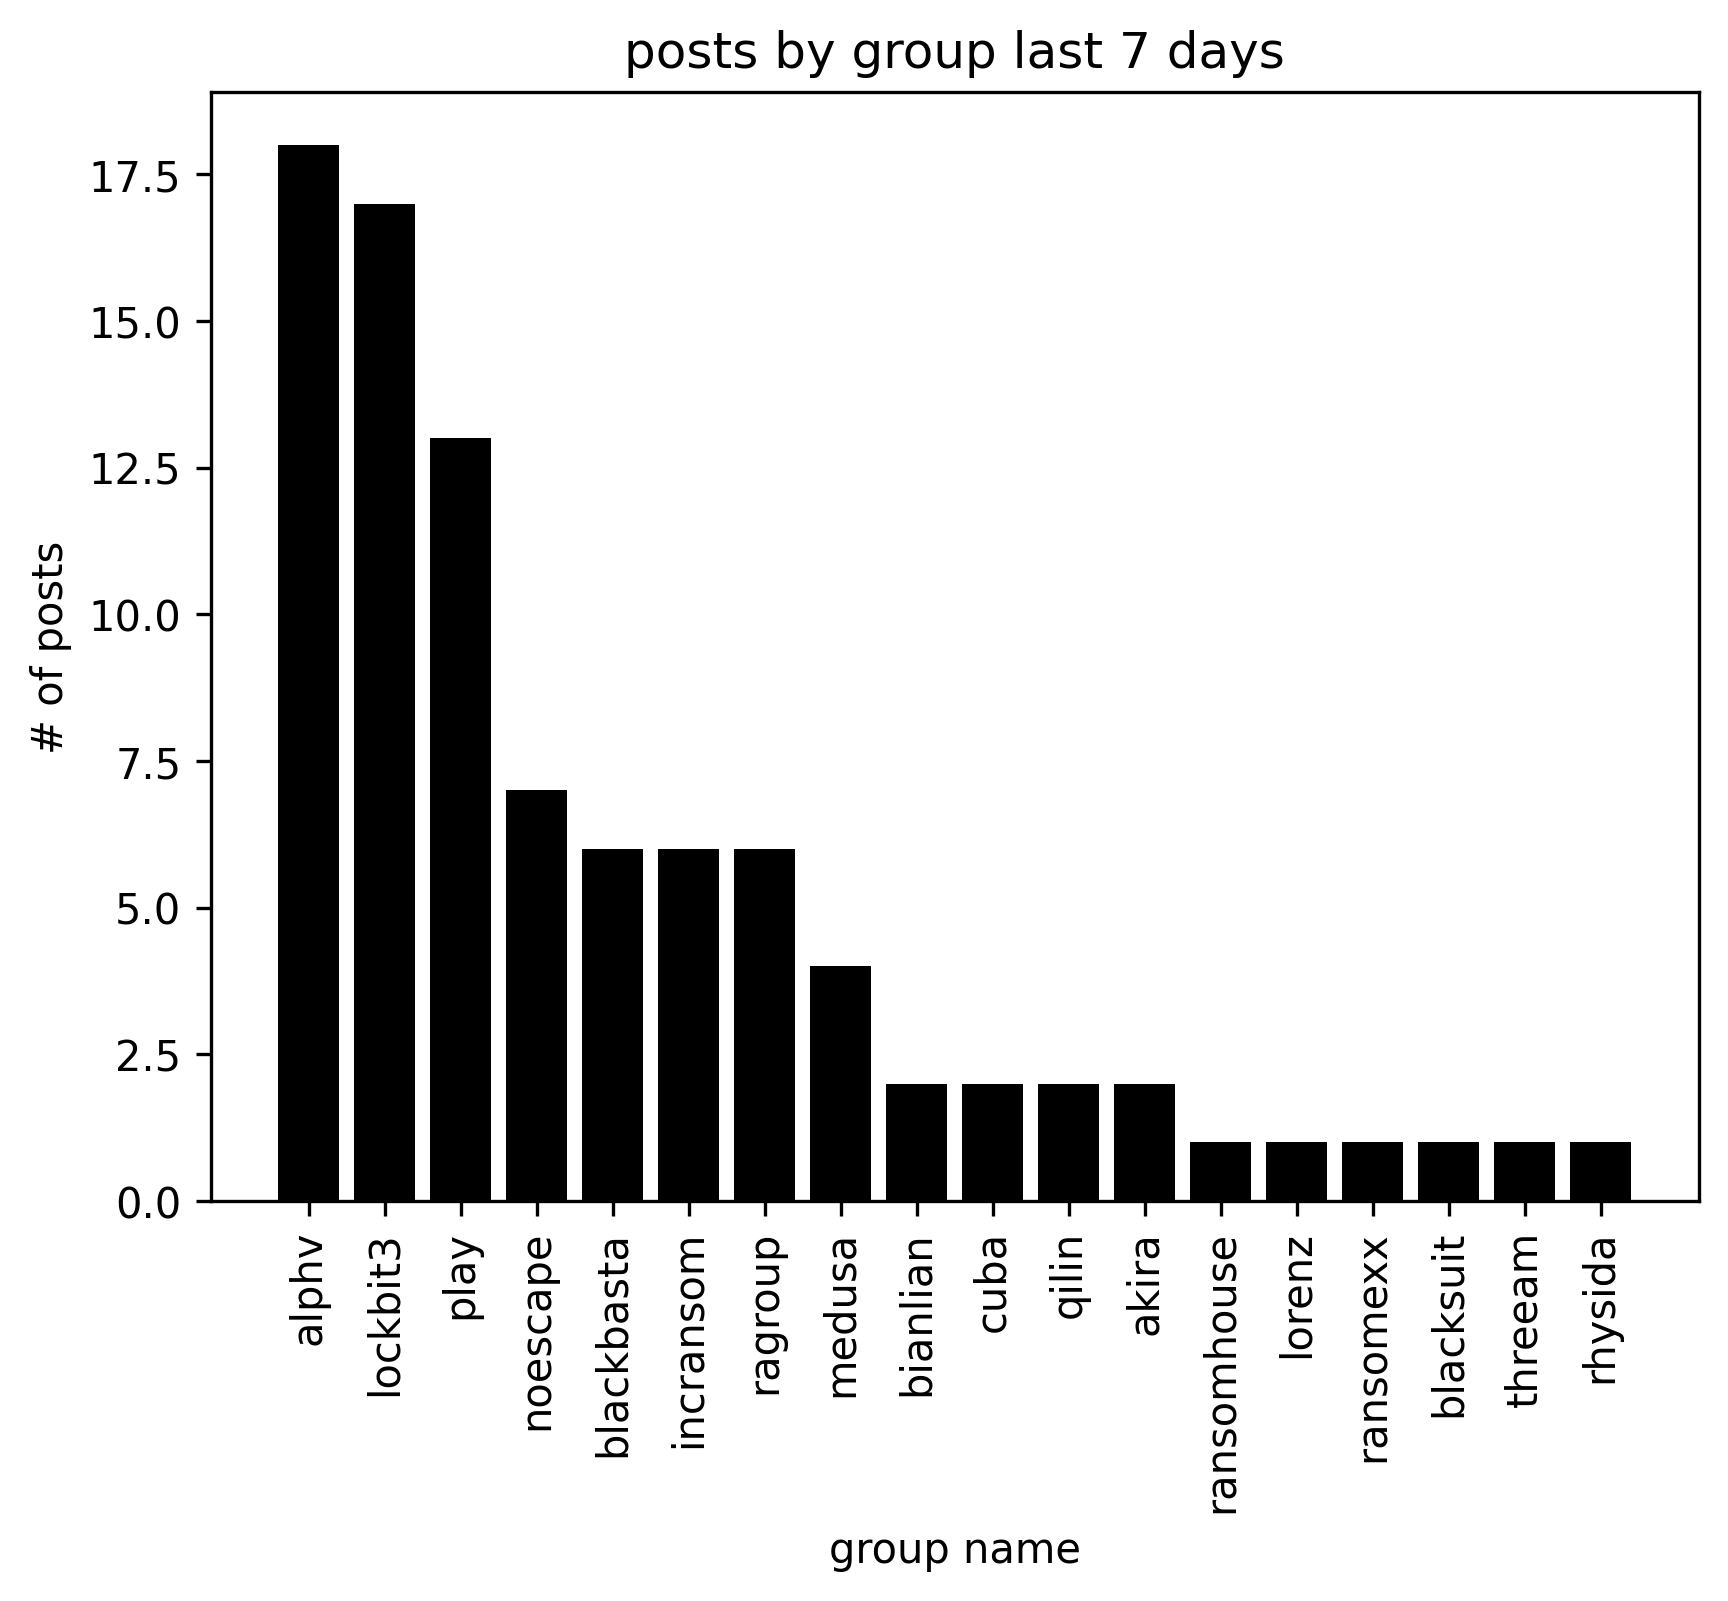 posts by group last 7 days
# of posts
17.5
15.0
12.5
10.0
7.5
5.0
2.5
0.0
alphv
lockbit3
play
noescape
blackbasta
incransom
ragroup
medusa
bianlian
cuba
qilin
akira
ransomhouse
lorenz
ransomexx
blacksuit
threeam
rhysida
group name